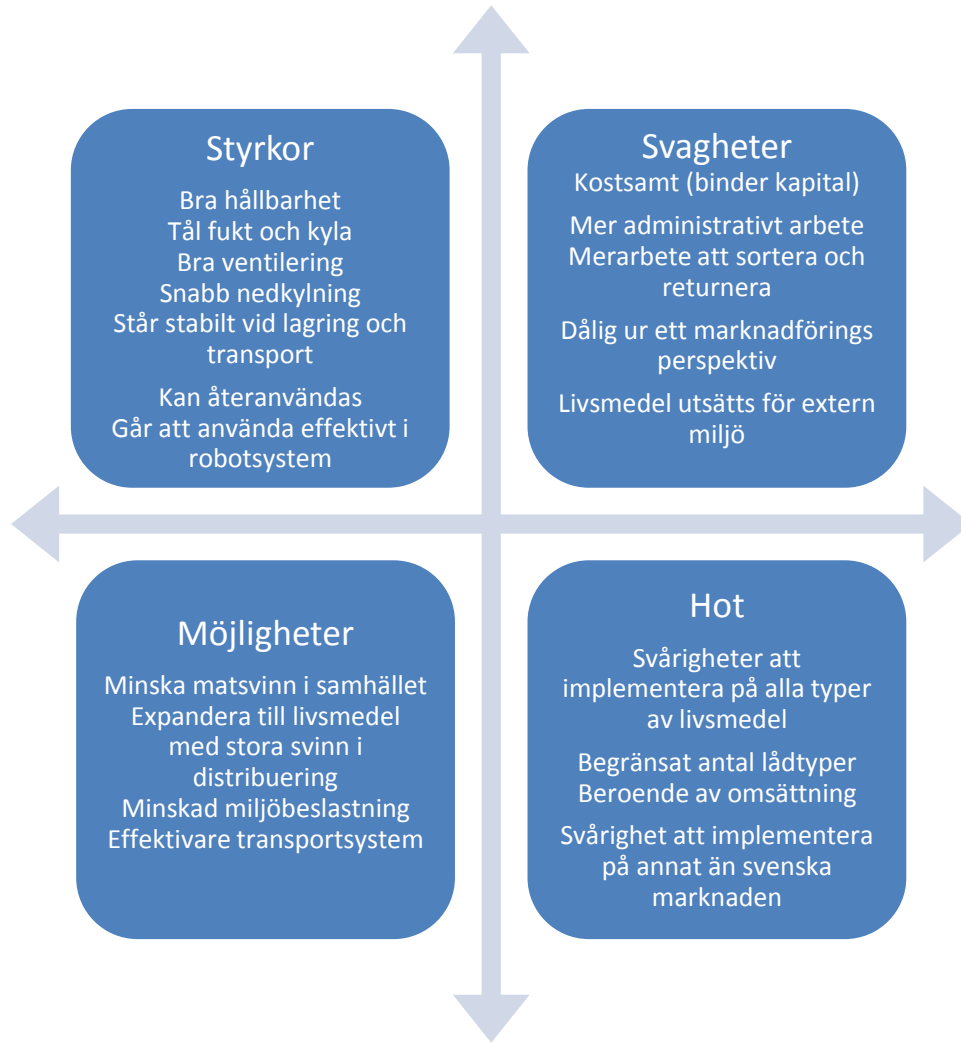 Styrkor
Bra hållbarhet
Tål fukt och kyla
Bra ventilering
Snabb nedkylning
Står stabilt vid lagring och
transport
Kan återanvändas
Går att använda effektivt i
robotsystem
Svagheter
Kostsamt (binder kapital)
Mer administrativt arbete
Merarbete att sortera och
returnera
Dålig ur ett marknadförings
perspektiv
Livsmedel utsätts för extern
miljö
Möjligheter
Minska matsvinn i samhället
Expandera till livsmedel
med stora svinn i
distribuering
Minskad miljöbeslastning
Effektivare transportsystem
Hot
Svårigheter att
implementera på alla typer
av livsmedel
Begränsat antal lådtyper
Beroende av omsättning
Svårighet att implementera
på annat än svenska
marknaden